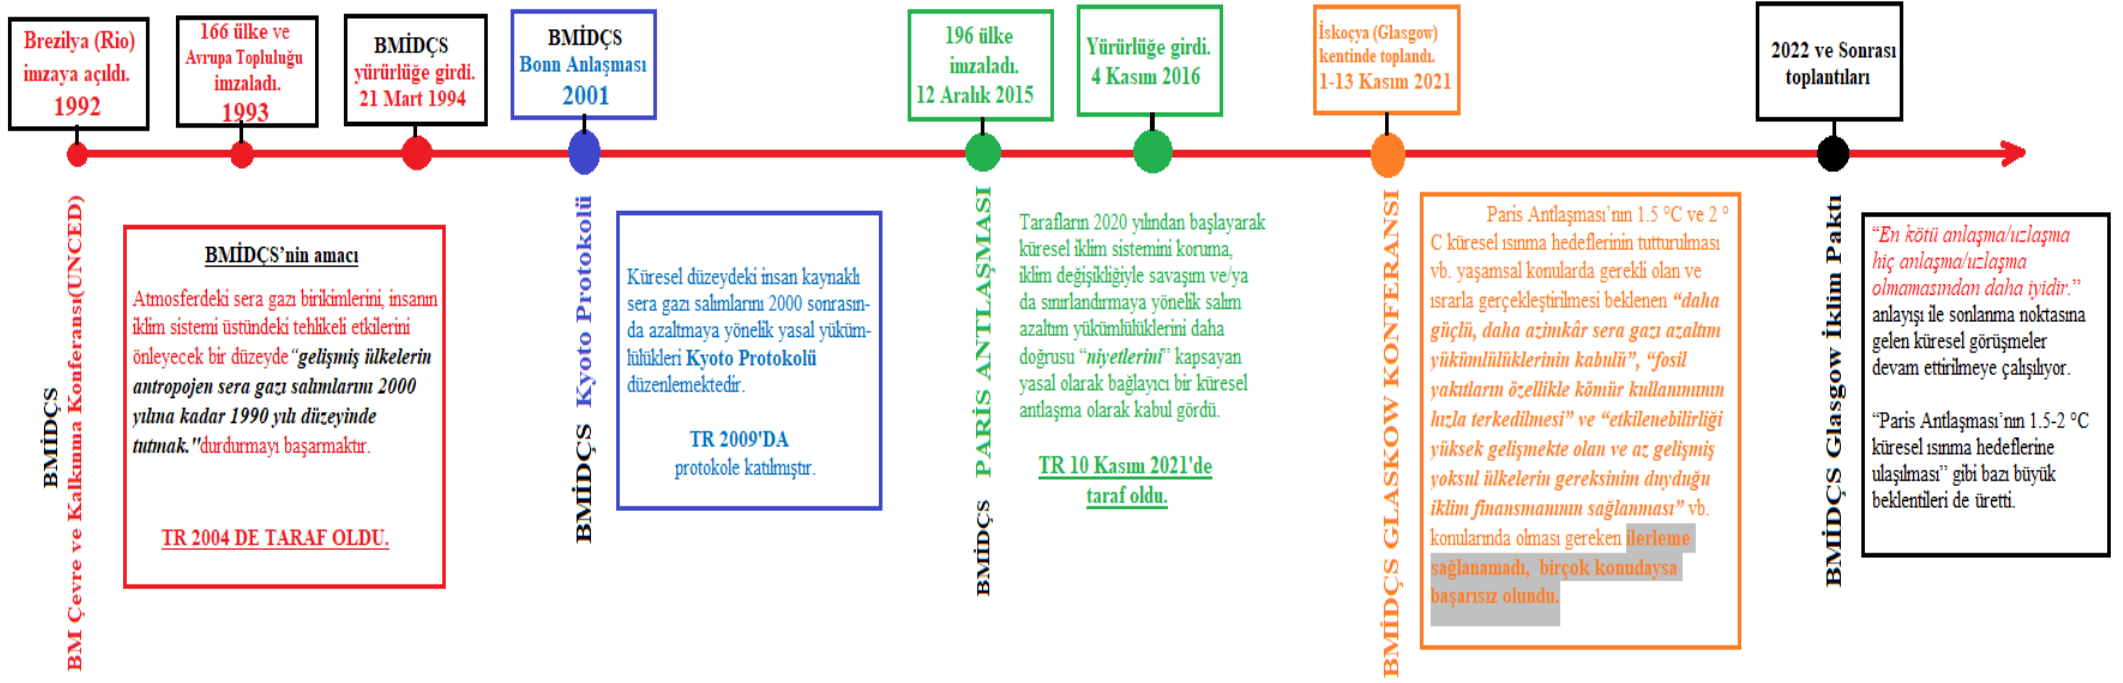 Brezilya (Rio)
imzaya açıldı.
1992
166 ülke ve
Avrupa Topluluğu
imzaladı.
1993
BMİDÇS
yürürlüğe girdi.
21 Mart 1994
BMİDÇS
Bonn Anlaşması
2001
196 ülke
imzaladı.
12 Aralık 2015
Yürürlüğe girdi.
4 Kasım 2016
İskoçya (Glasgow)
kentinde toplandı.
1-13 Kasım 2021
2022 ve Sonrası
toplantıları
BMİDÇS
BM Çevre ve Kalkınma Konferansı(UNCED)
BMİDÇS'nin amacı
Atmosferdeki sera gazı birikimlerini, insanın
iklim sistemi üstündeki tehlikeli etkilerini
önleyecek bir düzeyde “gelişmiş ülkelerin
antropojen sera gazı salımlarını 2000
yılına kadar 1990 yılı düzeyinde
tutmak."durdurmayı başarmaktır.
TR 2004 DE TARAF OLDU.
BMİDÇS Kyoto Protokolü
Küresel düzeydeki insan kaynaklı
sera gazı salımlarını 2000 sonrasın-
da azaltmaya yönelik yasal yüküm-
lülükleri Kyoto Protokolü
düzenlemektedir.
TR 2009'DA
protokole katılmıştır.
BMİDÇS PARİS ANTLAŞMASI
Tarafların 2020 yılından başlayarak
küresel iklim sistemini koruma,
iklim değişikliğiyle savaşım ve/ya
da sınırlandırmaya yönelik salım
azaltım yükümlülüklerini daha
doğrusu “niyetlerini” kapsayan
yasal olarak bağlayıcı bir küresel
antlaşma olarak kabul gördü.
TR 10 Kasım 2021'de
taraf oldu.
BMİDÇS GLASKOW KONFERANSI
Paris Antlaşması’nın 1.5 °C ve 2 °
C küresel ısınma hedeflerinin tutturulması
vb. yaşamsal konularda gerekli olan ve
ısrarla gerçekleştirilmesi beklenen “daha
güçlü, daha azimkâr sera gazı azaltım
yükümlülüklerinin kabulü”, “fosil
yakıtların özellikle kömür kullanımının
hızla terkedilmesi” ve “etkilenebilirliği
yüksek gelişmekte olan ve az gelişmiş
yoksul ülkelerin gereksinim duyduğu
iklim finansmanının sağlanması” vb.
konularında olması gereken ilerleme
sağlanamadı, birçok konudaysa
başarısız olundu.
BMİDÇS Glasgow İklim Paktı
“En kötü anlaşma/uzlaşma
hiç anlaşma/uzlaşma
olmamasından daha iyidir.”
anlayışı ile sonlanma noktasına
gelen küresel görüşmeler
devam ettirilmeye çalışılıyor.
“Paris Antlaşması’nın 1.5-2 °C
küresel ısınma hedeflerine
ulaşılması” gibi bazı büyük
beklentileri de üretti.